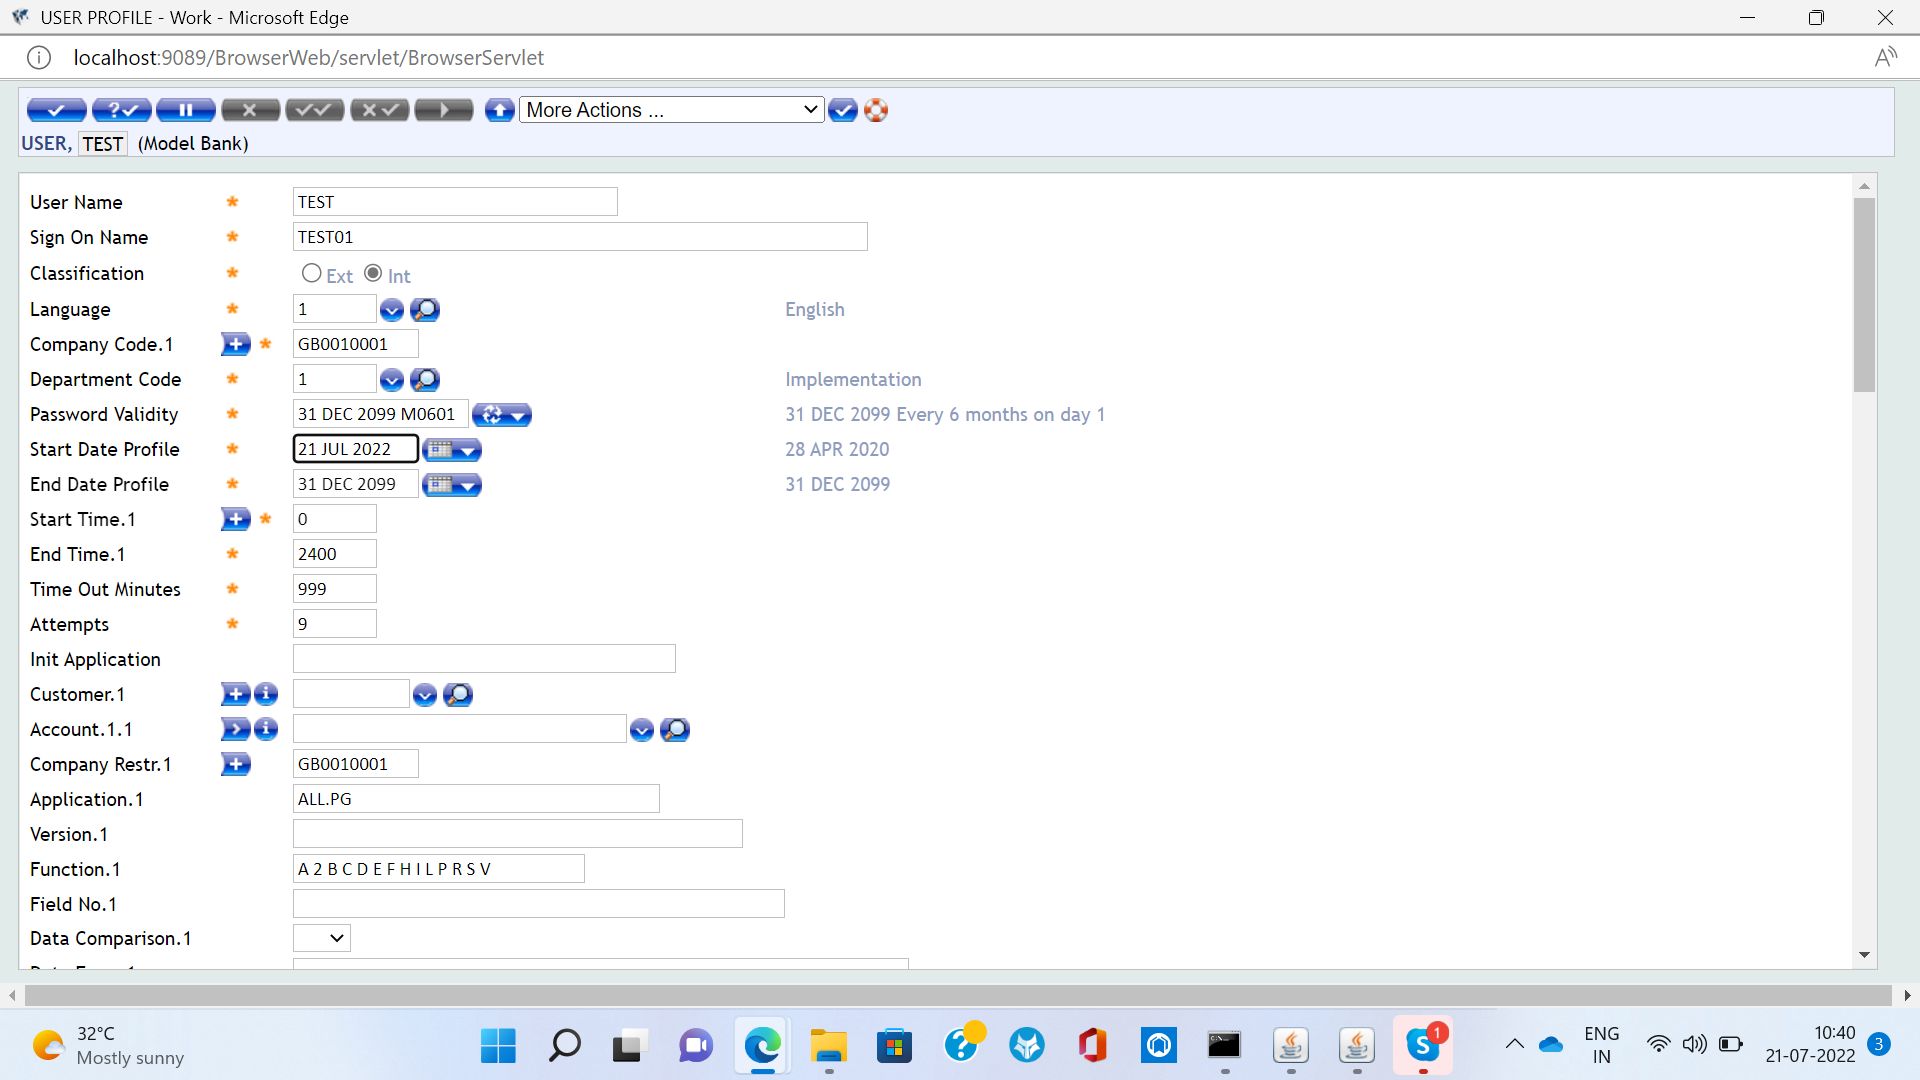 USER PROFILE - Work - Microsoft Edge
localhost:9089/BrowserWeb/servlet/BrowserServlet
More Actions ...
USER, TEST (Model Bank)
User Name * TEST
Sign On Name * TEST01
Classification * Ext Int
Language * 1 English
Company Code.1 * GB0010001
Department Code * 1 Implementation
Password Validity * 31 DEC 2099 M0601 31 DEC 2099 Every 6 months on day 1
Start Date Profile * 21 JUL 2022 28 APR 2020
End Date Profile * 31 DEC 2099 31 DEC 2099
Start Time.1 * 0
End Time.1 * 2400
Time Out Minutes * 999
Attempts * 9
Init Application
Customer.1
Account.1.1
Company Restr.1 GB0010001
Application.1 ALL.PG
Version.1
Function.1 A 2 B C D E F H I L P R S V
Field No.1
Data Comparison.1
32°C
Mostly sunny
1
ENG
IN
10:40
21-07-2022
3